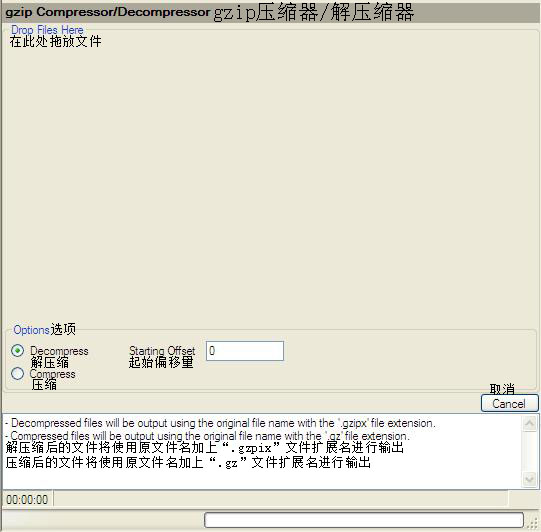 gzip Compressor/Decompressor gzip压缩器/解压缩器
Drop Files Here
在此处拖放文件
Options选项
Decompress
解压缩
Starting Offset 0
起始偏移量
Compress
压缩
取消
Cancel
- Decompressed files will be output using the original file name with the '.gzipx' file extension.
- Compressed files will be output using the original file name with the '.gz' file extension.
解压缩后的文件将使用原文件名加上“.gzpix”文件扩展名进行输出
压缩后的文件将使用原文件名加上“.gz”文件扩展名进行输出
00:00:00